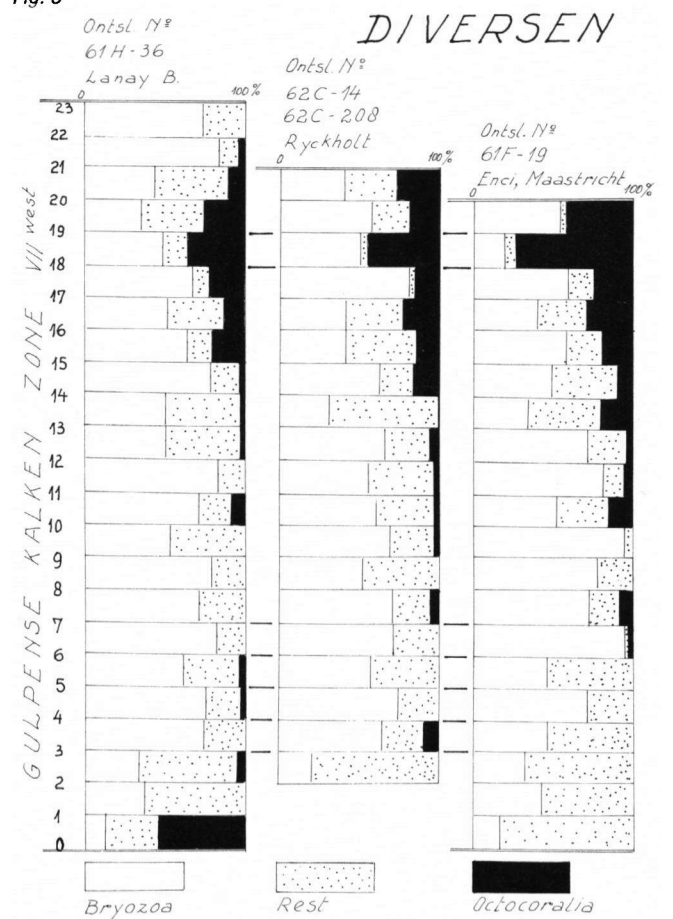 Fig. 3
DIVERSEN
Ontsl. Nº
61H-36
Lanay B.
0 100%
Ontsl. Nº
62C-14
62C-208
Ryckholt
0 100%
Ontsl. Nº
61F-19
Enci, Maastricht
0 100%
GULPENSE KALKEN ZONE VII west
23
22
21
20
19
18
17
16
15
14
13
12
11
10
9
8
7
6
5
4
3
2
1
0
Bryozoa
Rest
Octocoralia